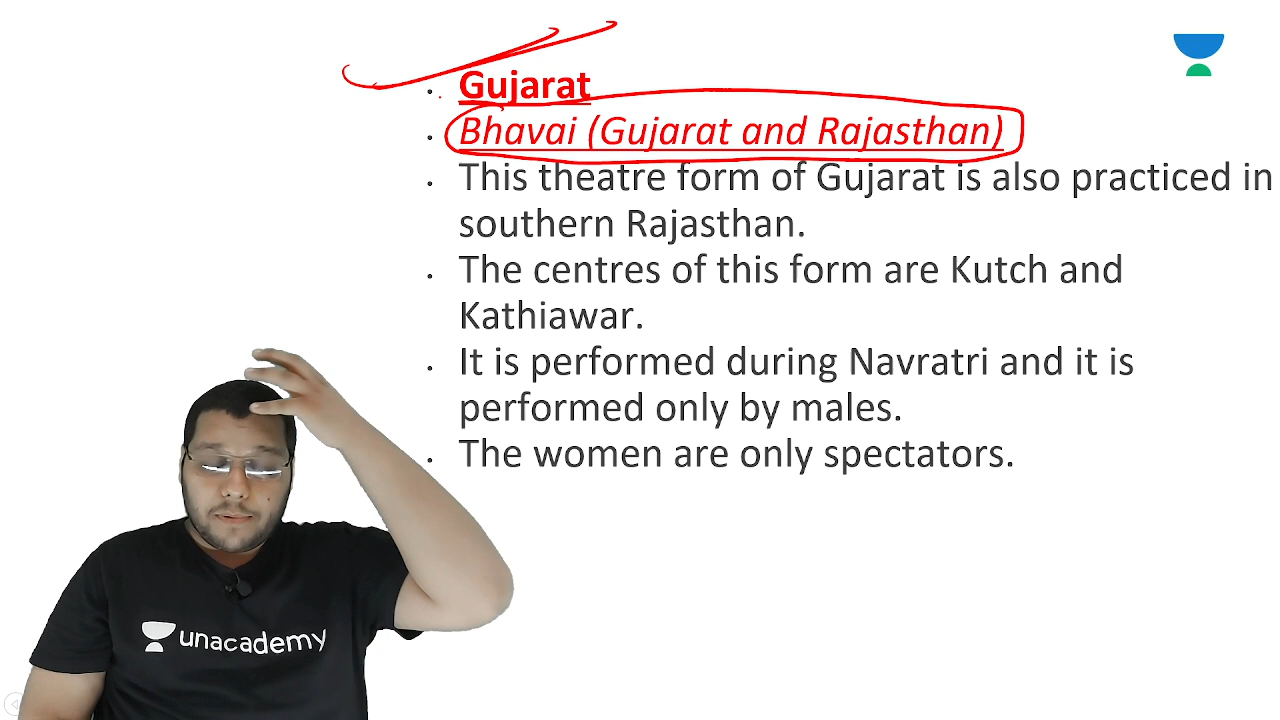 Gujarat
Bhavai (Gujarat and Rajasthan)
This theatre form of Gujarat is also practiced in
southern Rajasthan.
The centres of this form are Kutch and
Kathiawar.
It is performed during Navratri and it is
performed only by males.
The women are only spectators.
unacademy